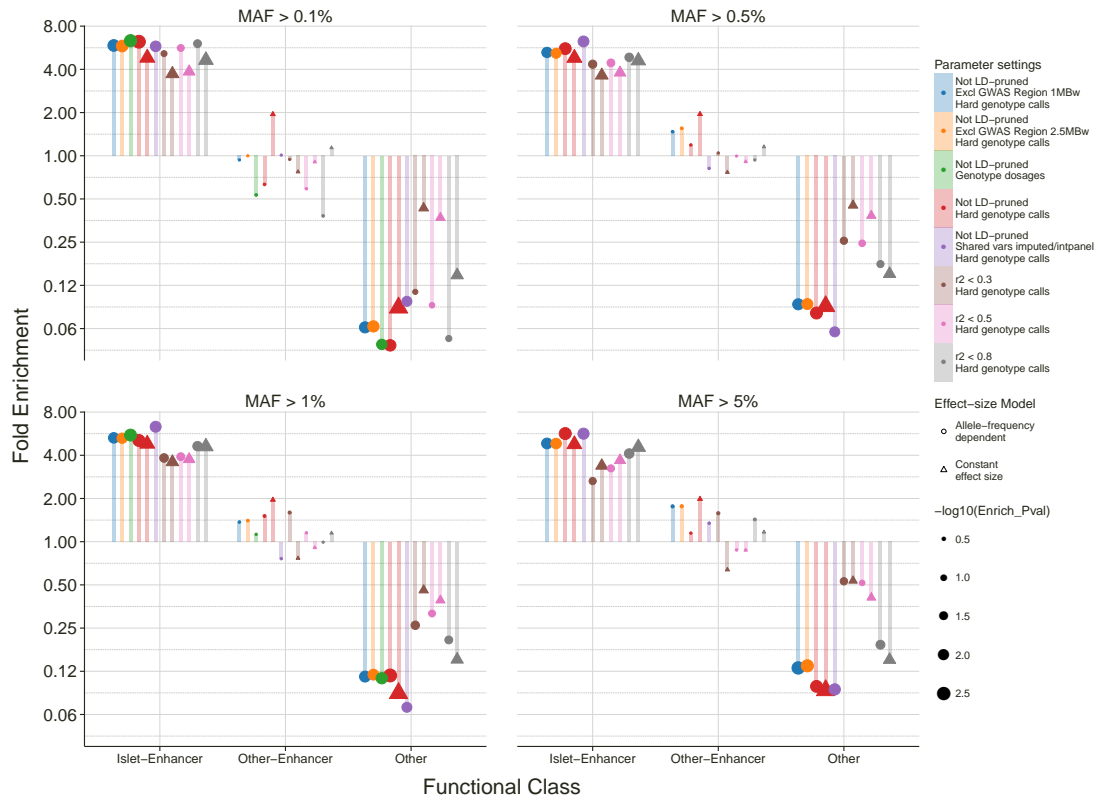 MAF > 0.1%
MAF > 0.5%
8.00
4.00
2.00
1.00
0.50
0.25
0.12
0.06
MAF > 1%
MAF > 5%
8.00
4.00
2.00
1.00
0.50
0.25
0.12
0.06
Fold Enrichment
Islet−Enhancer
Other−Enhancer
Other
Islet−Enhancer
Other−Enhancer
Other
Functional Class
Parameter settings
Not LD−pruned
Excl GWAS Region 1MBw
Hard genotype calls
Not LD−pruned
Excl GWAS Region 2.5MBw
Hard genotype calls
Not LD−pruned
Genotype dosages
Not LD−pruned
Hard genotype calls
Not LD−pruned
Shared vars imputed/intpanel
Hard genotype calls
r2 < 0.3
Hard genotype calls
r2 < 0.5
Hard genotype calls
r2 < 0.8
Hard genotype calls
Effect−size Model
Allele−frequency
dependent
Constant
effect size
−log10(Enrich_Pval)
0.5
1.0
1.5
2.0
2.5